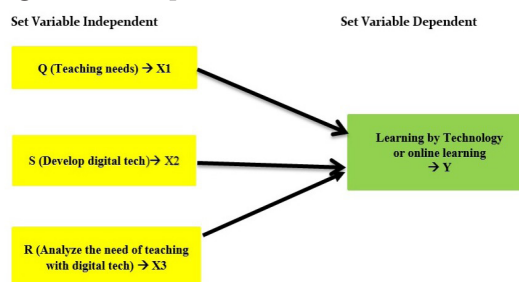 Set Variable Independent
Set Variable Dependent
Q (Teaching needs) → X1
S (Develop digital tech)→ X2
R (Analyze the need of teaching
with digital tech) → X3
Learning by Technology
or online learning
→ Y